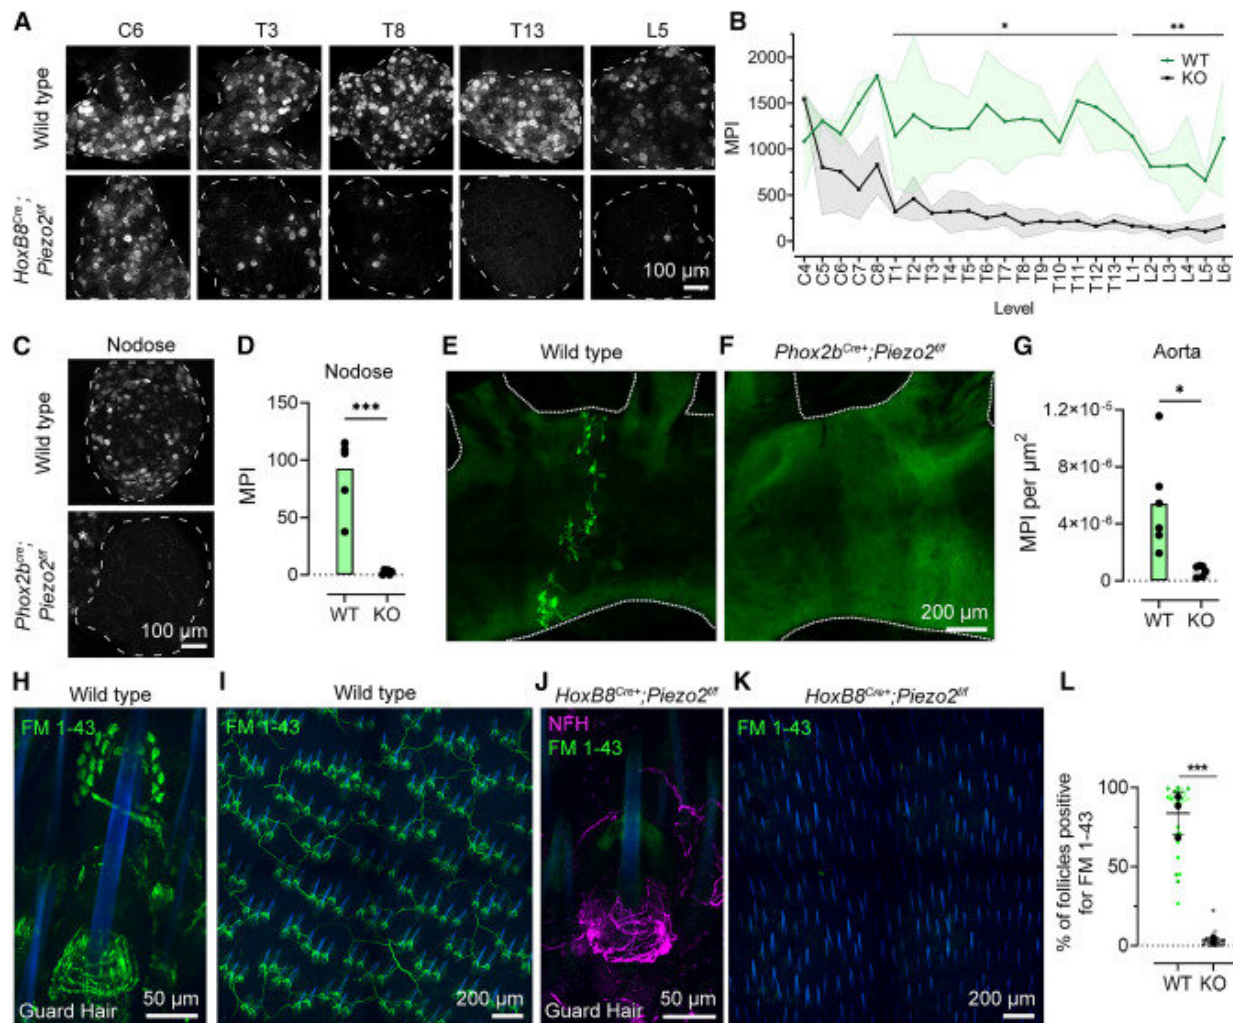 A
C6 T3 T8 T13 L5
Wild type
HoxB8Cre;
Piezo2f/f
100 µm
B
* **
WT
KO
2000
1500
1000
500
0
MPI
C4 C5 C6 C7 C8 T1 T2 T3 T4 T5 T6 T7 T8 T9 T10 T11 T12 T13 L1 L2 L3 L4 L5 L6
Level
C
Nodose
Wild type
Phox2bcre;
Piezo2f/f
100 µm
D
Nodose
***
150
100
50
0
MPI
WT KO
E
Wild type
F
Phox2bCre+;Piezo2f/f
200 µm
G
Aorta
*
1.2×10-5
8×10-6
4×10-6
0
MPI per µm2
WT KO
H
Wild type
FM 1-43
Guard Hair
50 µm
I
Wild type
FM 1-43
200 µm
J
HoxB8Cre+;Piezo2f/f
NFH
FM 1-43
Guard Hair
50 µm
K
HoxB8Cre+;Piezo2f/f
FM 1-43
200 µm
L
***
100
50
0
% of follicles positive
for FM 1-43
WT KO